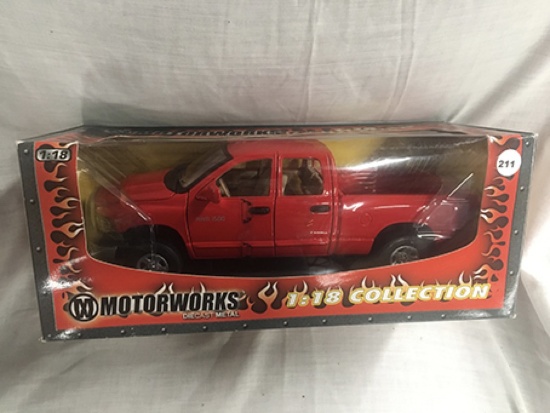 MOTORWORKS
1:18
211
MOTORWORKS
DIECAST METAL
1:18 COLLECTION